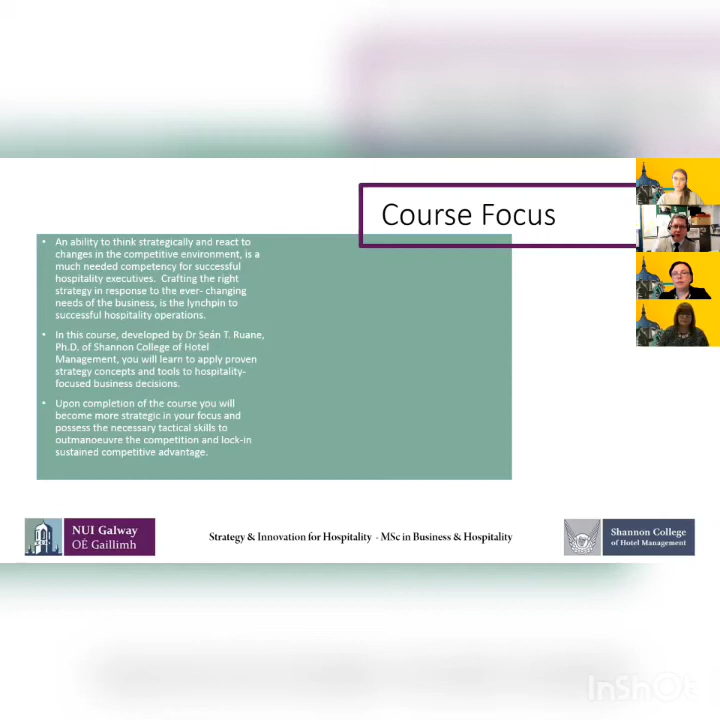 Course Focus
• An ability to think strategically and react to
changes in the competitive environment, is a
much needed competency for successful
hospitality executives. Crafting the right
strategy in response to the ever- changing
needs of the business, is the lynchpin to
successful hospitality operations.
• In this course, developed by Dr Seán T. Ruane,
Ph.D. of Shannon College of Hotel
Management, you will learn to apply proven
strategy concepts and tools to hospitality-
focused business decisions.
• Upon completion of the course you will
become more strategic in your focus and
possess the necessary tactical skills to
outmanoeuvre the competition and lock-in
sustained competitive advantage.
NUI Galway
OÉ Gaillimh
Strategy & Innovation for Hospitality - MSc in Business & Hospitality
Shannon College
of Hotel Management
InShOt